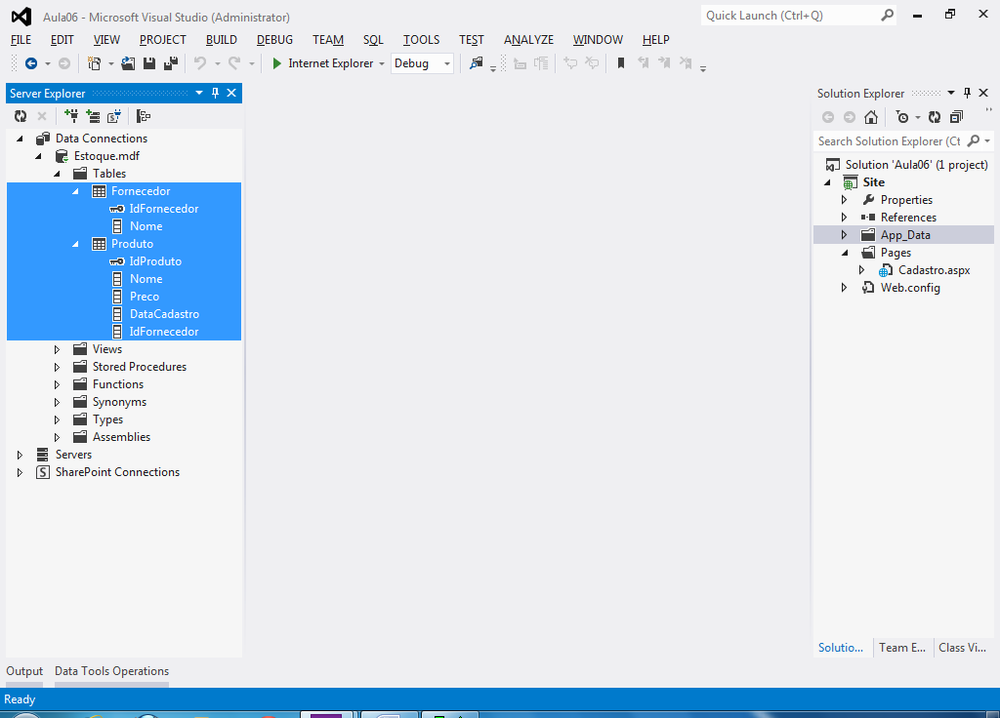 Aula06 - Microsoft Visual Studio (Administrator)
Quick Launch (Ctrl+Q)
FILE EDIT VIEW PROJECT BUILD DEBUG TEAM SQL TOOLS TEST ANALYZE WINDOW HELP
Internet Explorer Debug
Server Explorer
Data Connections
Estoque.mdf
Tables
Fornecedor
IdFornecedor
Nome
Produto
IdProduto
Nome
Preco
DataCadastro
IdFornecedor
Views
Stored Procedures
Functions
Synonyms
Types
Assemblies
Servers
S SharePoint Connections
Solution Explorer
Search Solution Explorer (Ct
Solution 'Aula06' (1 project)
Site
Properties
References
App_Data
Pages
Cadastro.aspx
Web.config
Solutio... Team E... Class Vi...
Output Data Tools Operations
Ready